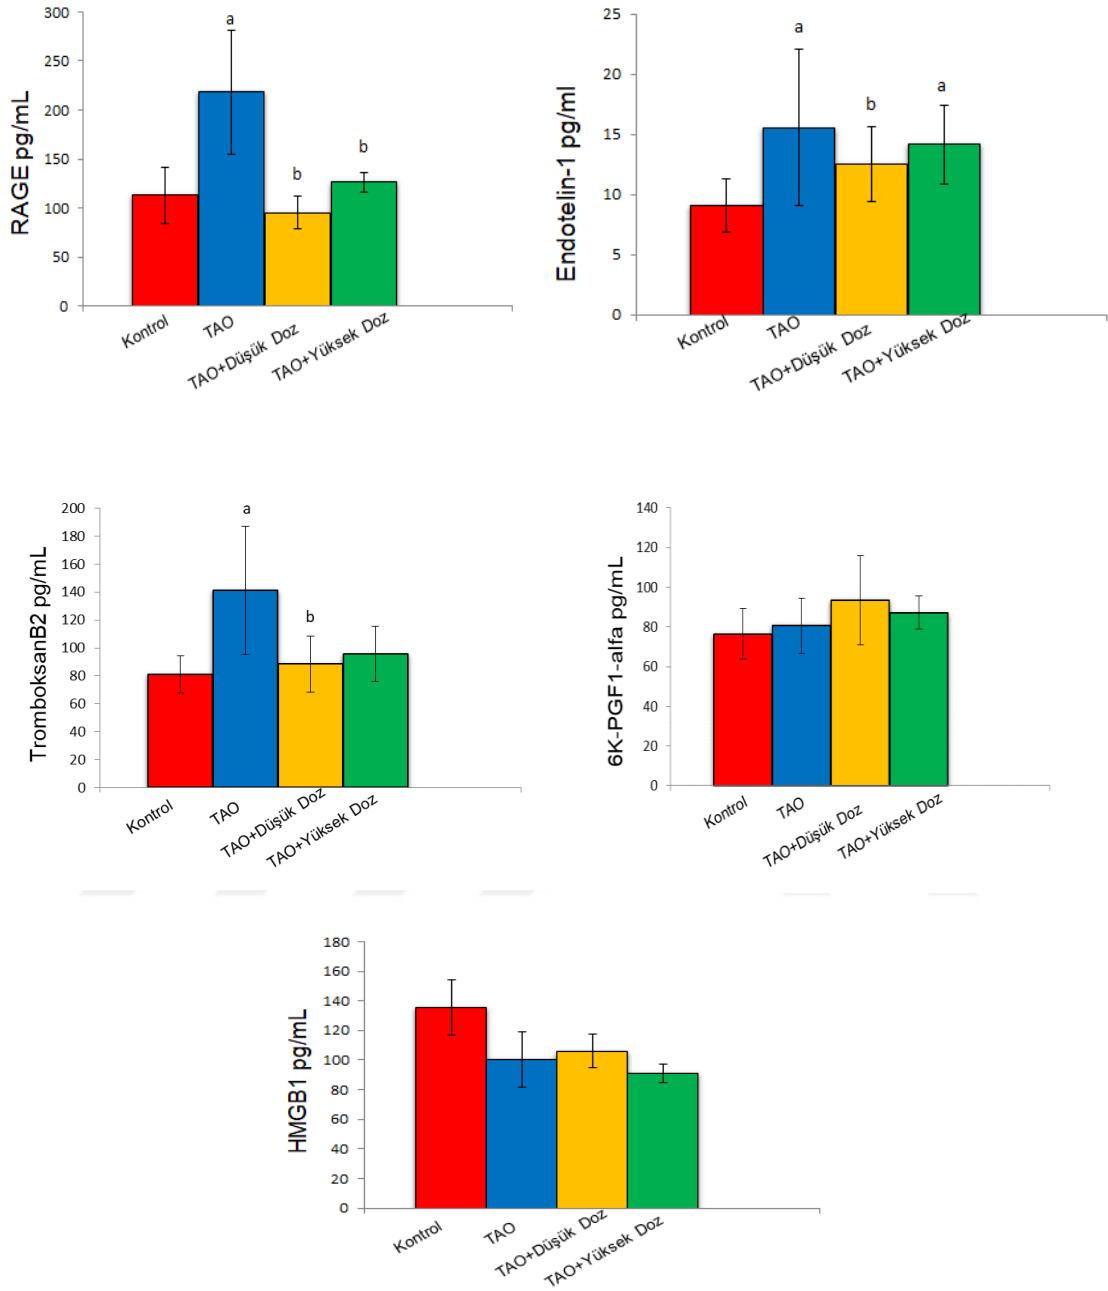 RAGE pg/mL
300
250
200
150
100
50
0
a
b
b
Kontrol
TAO
TAO+Düşük Doz
TAO+Yüksek Doz
Endotelin-1 pg/ml
25
20
15
10
5
0
a
b
a
Kontrol
TAO
TAO+Düşük Doz
TAO+Yüksek Doz
TromboksanB2 pg/mL
200
180
160
140
120
100
80
60
40
20
0
a
b
Kontrol
TAO
TAO+Düşük Doz
TAO+Yüksek Doz
6K-PGF1-alfa pg/mL
140
120
100
80
60
40
20
0
Kontrol
TAO
TAO+Düşük Doz
TAO+Yüksek Doz
HMGB1 pg/mL
180
160
140
120
100
80
60
40
20
0
Kontrol
TAO
TAO+Düşük Doz
TAO+Yüksek Doz